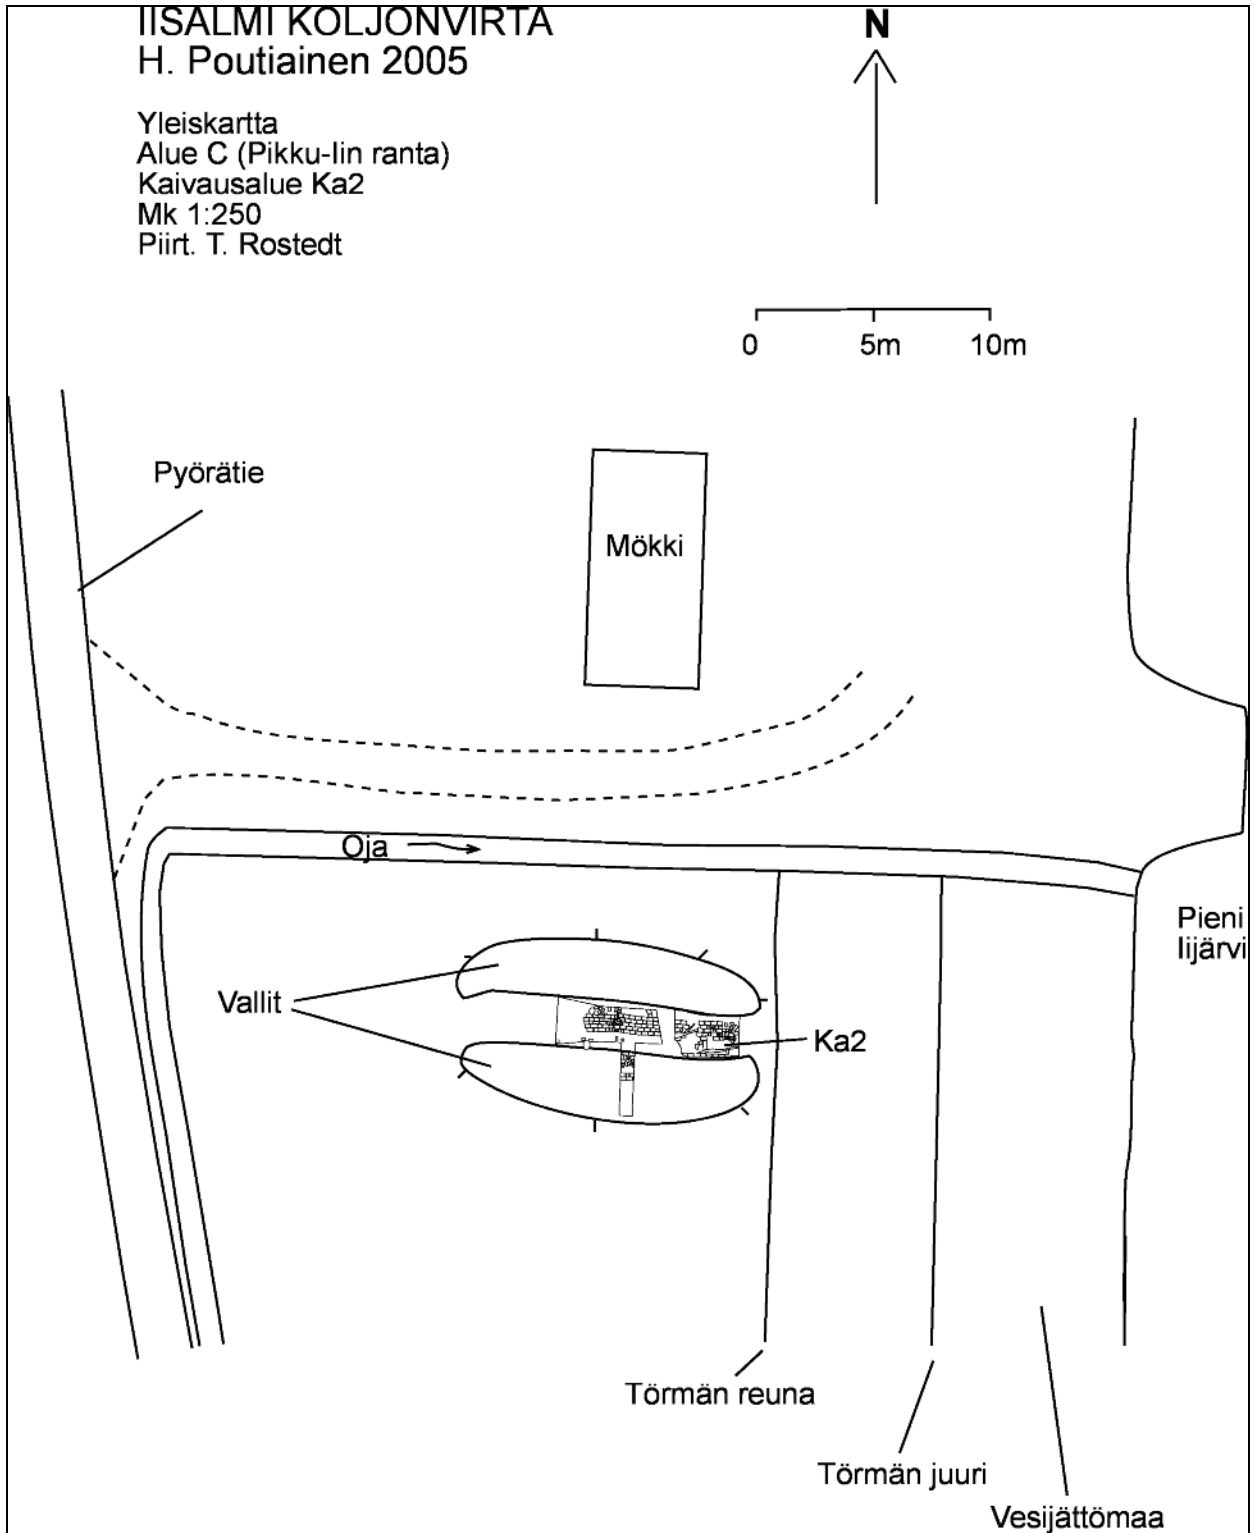 IISALMI KOLJONVIRTA
H. Poutiainen 2005
N
Yleiskartta
Alue C (Pikku-Iin ranta)
Kaivausalue Ka2
Mk 1:250
Piirt. T. Rostedt
0 5m 10m
Pyörätie
Mökki
Oja
Pieni
Iijärvi
Vallit
Ka2
Törmän reuna
Törmän juuri
Vesijättömaa